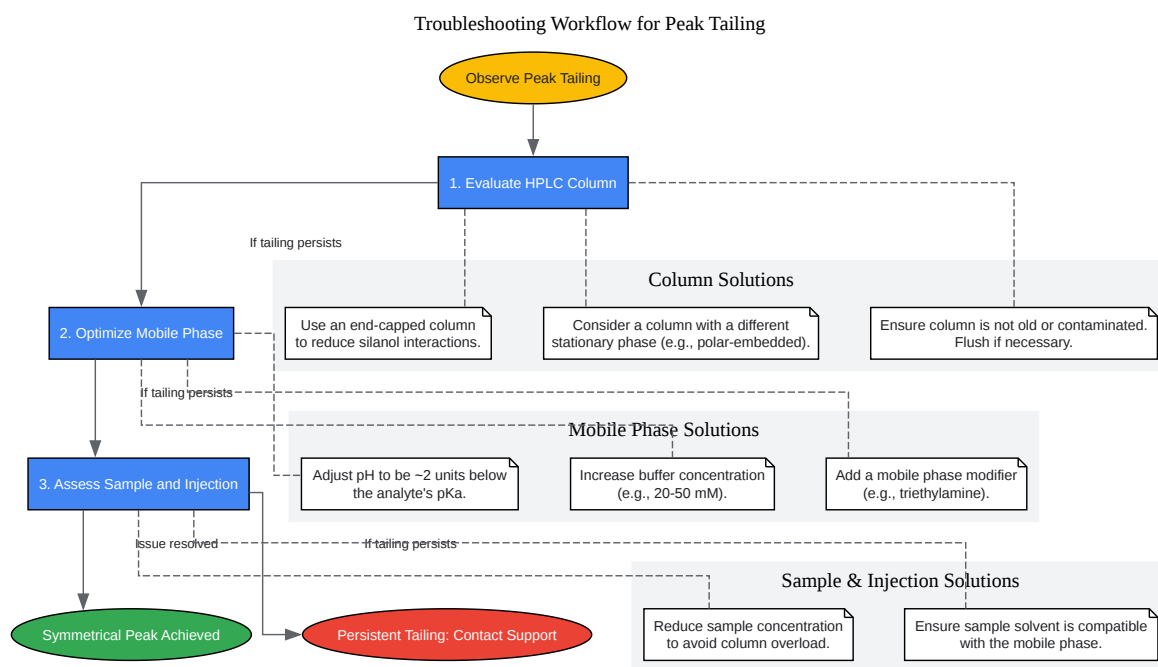 Troubleshooting Workflow for Peak Tailing
Observe Peak Tailing
1. Evaluate HPLC Column
If tailing persists
Column Solutions
Use an end-capped column
to reduce silanol interactions.
Consider a column with a different
stationary phase (e.g., polar-embedded).
Ensure column is not old or contaminated.
Flush if necessary.
2. Optimize Mobile Phase
If tailing persists
Mobile Phase Solutions
Adjust pH to be ~2 units below
the analyte's pKa.
Increase buffer concentration
(e.g., 20-50 mM).
Add a mobile phase modifier
(e.g., triethylamine).
3. Assess Sample and Injection
Issue resolved
If tailing persists
Sample & Injection Solutions
Reduce sample concentration
to avoid column overload.
Ensure sample solvent is compatible
with the mobile phase.
Symmetrical Peak Achieved
Persistent Tailing: Contact Support